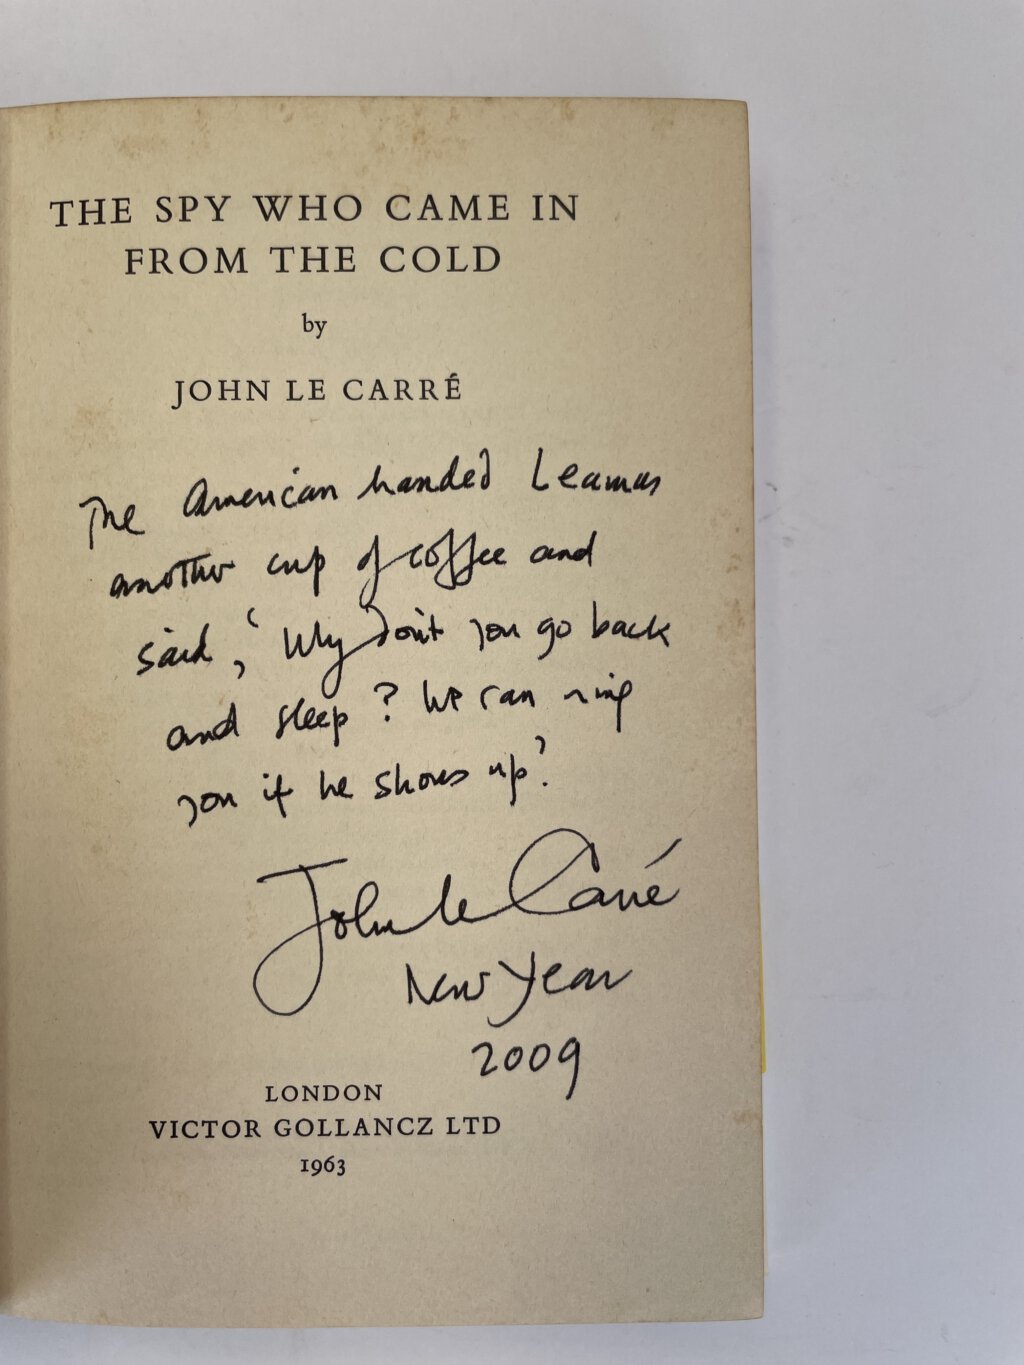 THE SPY WHO CAME IN
FROM THE COLD
by
JOHN LE CARRÉ
The American handed Leamas
another cup of coffee and
said, 'Why don't you go back
and sleep? We can ring
you if he shows up.'
John le Carré
New Year
2009
LONDON
VICTOR GOLLANCZ LTD
1963